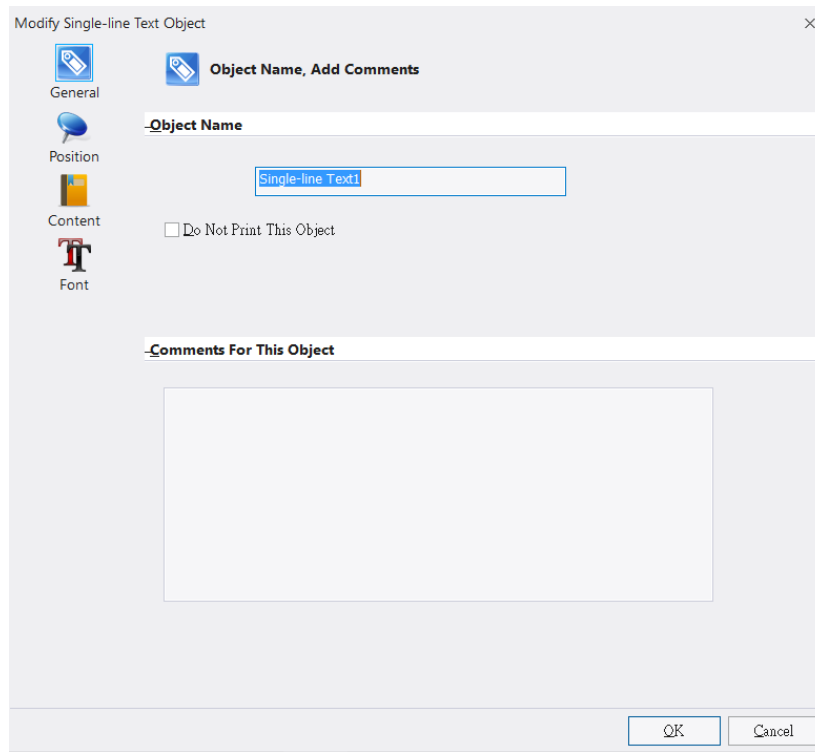 Modify Single-line Text Object
General
Position
Content
Font
Object Name, Add Comments
Object Name
Single-line Text1
Do Not Print This Object
Comments For This Object
OK
Cancel